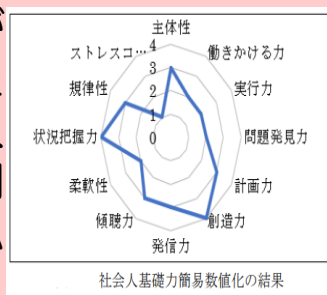 主体性
働きかける力
実行力
問題発見力
計画力
創造力
発信力
傾聴力
柔軟性
状況把握力
規律性
ストレスコ…
4
3
2
1
0
社会人基礎力簡易数値化の結果